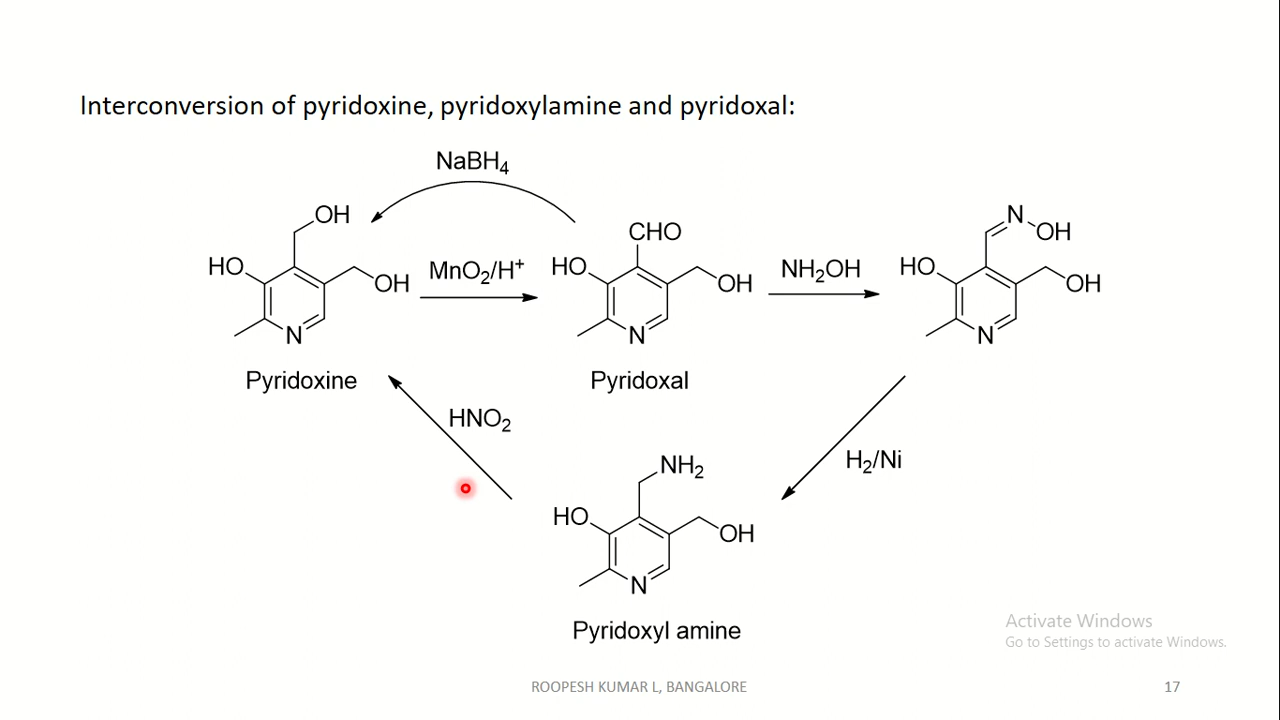 Interconversion of pyridoxine, pyridoxylamine and pyridoxal:
NaBH4
OH
HO
OH
N
Pyridoxine
MnO2/H+
CHO
HO
OH
N
Pyridoxal
NH2OH
N
OH
HO
OH
N
HNO2
H2/Ni
NH2
HO
OH
N
Pyridoxyl amine
Activate Windows
Go to Settings to activate Windows.
ROOPESH KUMAR L, BANGALORE
17